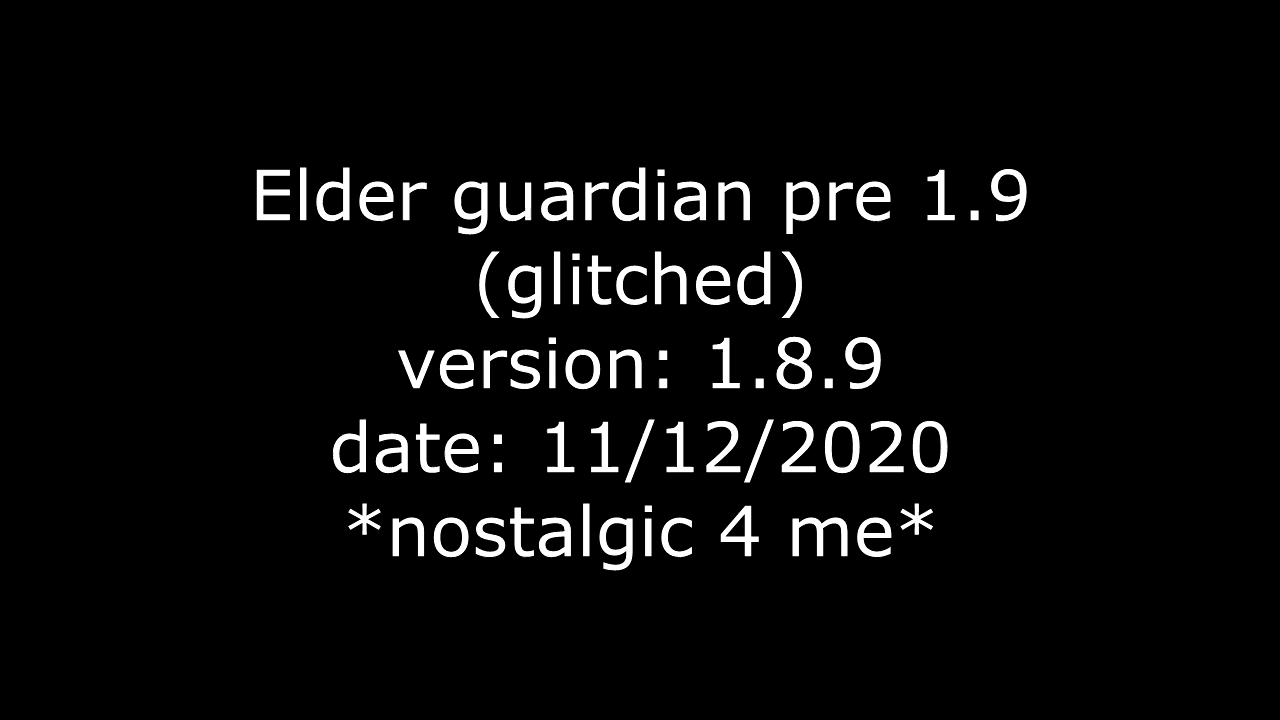 Elder guardian pre 1.9
(glitched)
version: 1.8.9
date: 11/12/2020
*nostalgic 4 me*